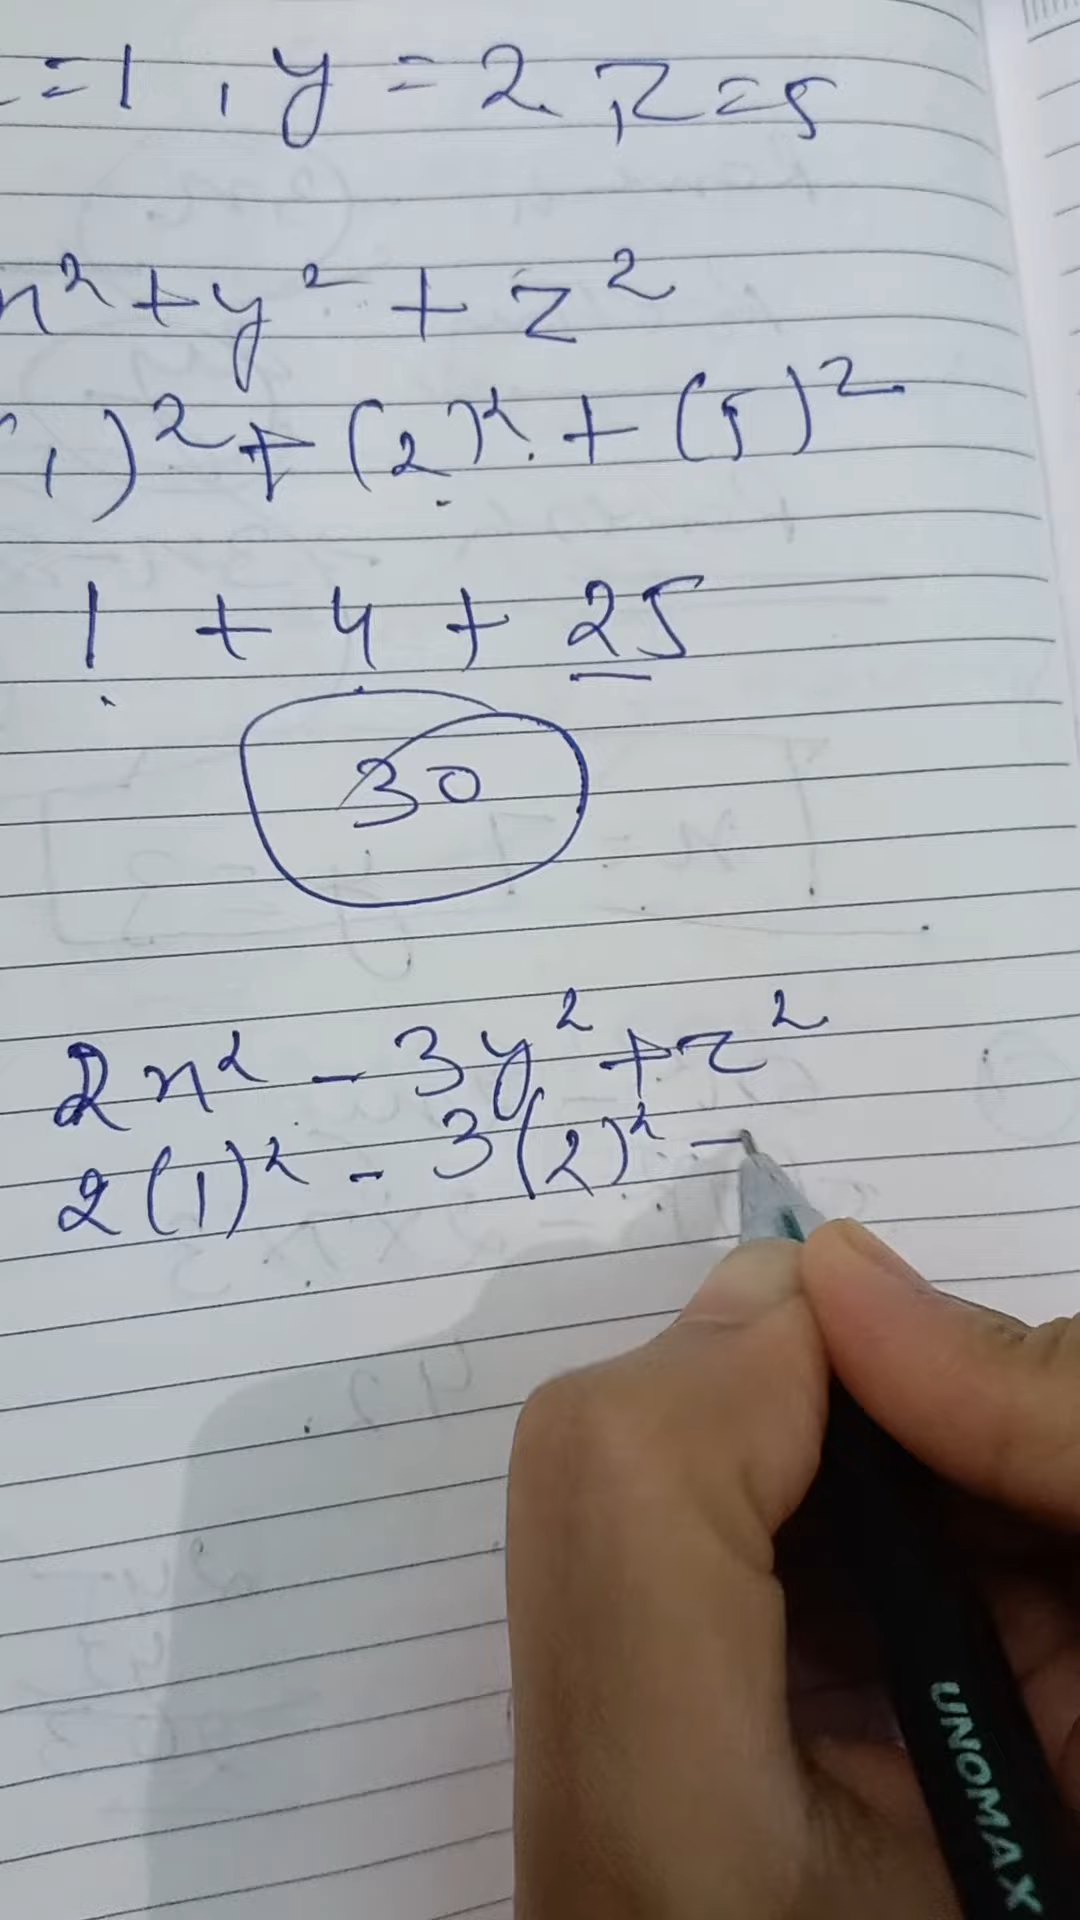 =1, y = 2, z = 5
x² + y² + z²
(1)² + (2)² + (5)²
1 + 4 + 25
30
2x² - 3y² + z²
2(1)² - 3(2)² -
UNOMAX